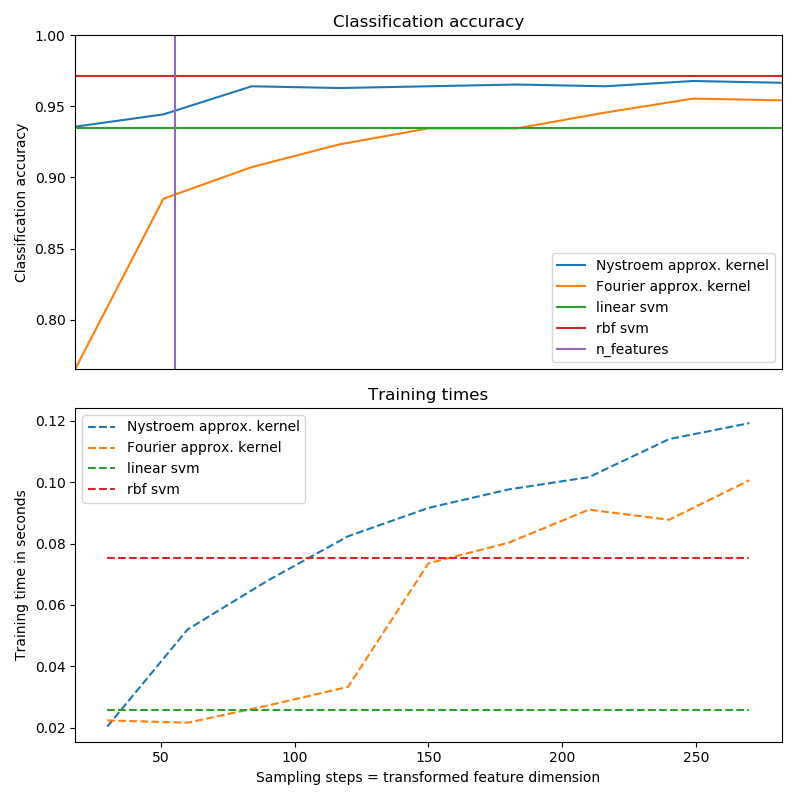 Classification accuracy
1.00
0.95
0.90
0.85
0.80
Classification accuracy
Nystroem approx. kernel
Fourier approx. kernel
linear svm
rbf svm
n_features
Training times
0.12
0.10
0.08
0.06
0.04
0.02
Training time in seconds
Nystroem approx. kernel
Fourier approx. kernel
linear svm
rbf svm
50 100 150 200 250
Sampling steps = transformed feature dimension